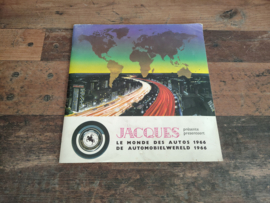 JACQUES présente
presenteert
LE MONDE DES AUTOS 1966
DE AUTOMOBIELWERELD 1966